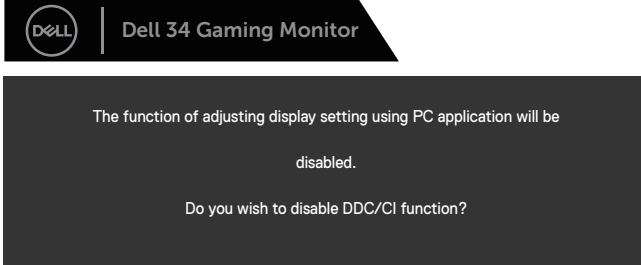 DELL
Dell 34 Gaming Monitor
The function of adjusting display setting using PC application will be
disabled.
Do you wish to disable DDC/CI function?